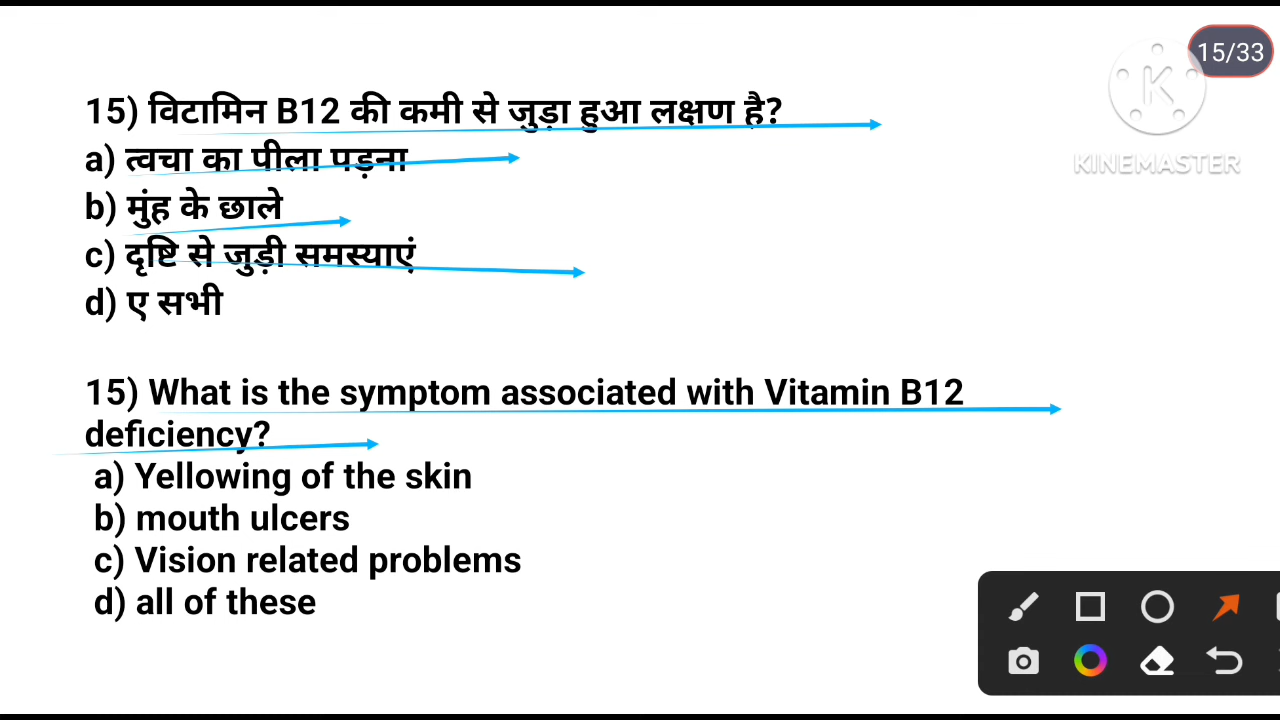 15/33
KINEMASTER
15) विटामिन B12 की कमी से जुड़ा हुआ लक्षण है?
a) त्वचा का पीला पड़ना
b) मुंह के छाले
c) दृष्टि से जुड़ी समस्याएं
d) ए सभी
15) What is the symptom associated with Vitamin B12
deficiency?
a) Yellowing of the skin
b) mouth ulcers
c) Vision related problems
d) all of these